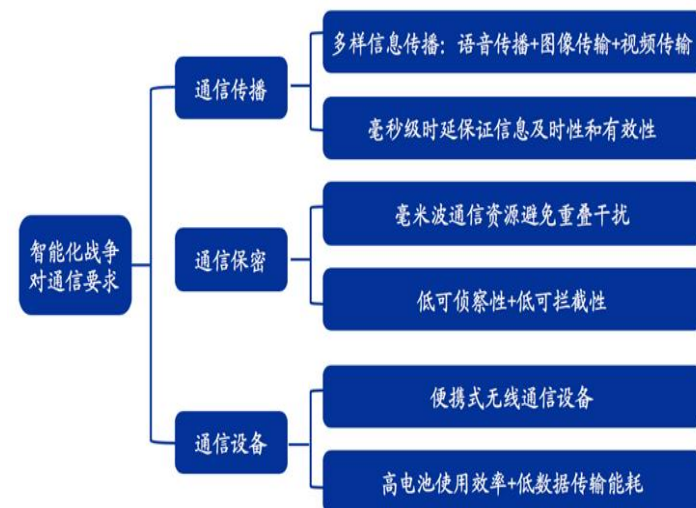 智能化战争
对通信要求
通信传播
多样信息传播：语音传播+图像传输+视频传输
毫秒级时延保证信息及时性和有效性
通信保密
毫米波通信资源避免重叠干扰
低可侦察性+低可拦截性
通信设备
便携式无线通信设备
高电池使用效率+低数据传输能耗